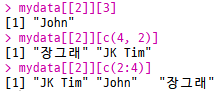 > mydata[[2]][3]
[1] "John"
> mydata[[2]][c(4, 2)]
[1] "장그래" "JK Tim"
> mydata[[2]][c(2:4)]
[1] "JK Tim" "John"   "장그래"